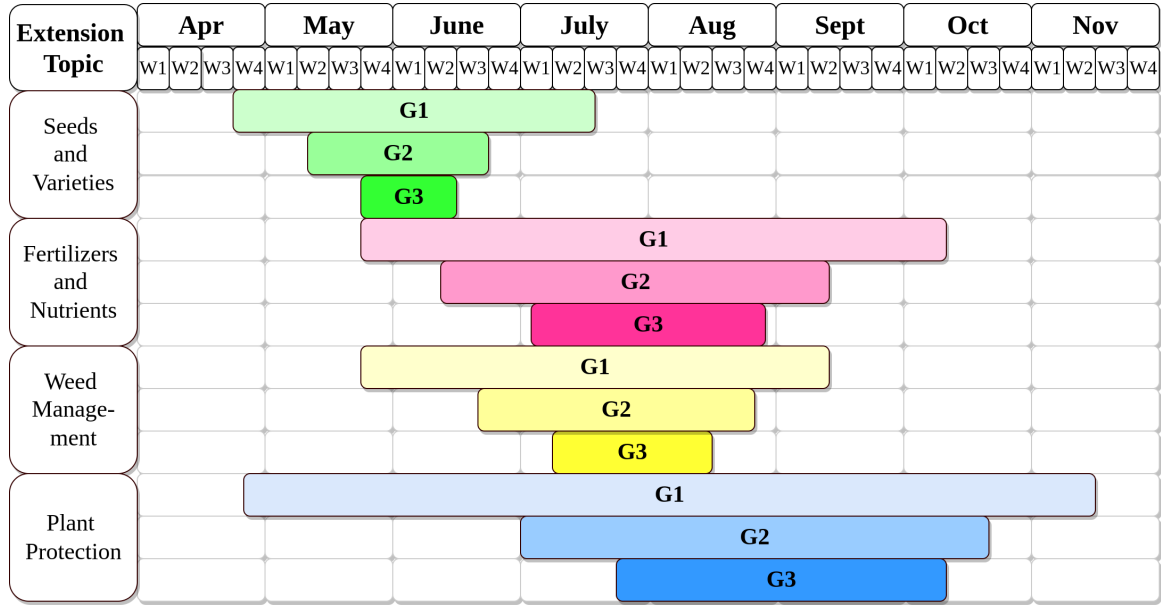 Extension
Topic
Apr May June July Aug Sept Oct Nov
W1 W2 W3 W4 W1 W2 W3 W4 W1 W2 W3 W4 W1 W2 W3 W4 W1 W2 W3 W4 W1 W2 W3 W4 W1 W2 W3 W4 W1 W2 W3 W4
Seeds
and
Varieties
G1
G2
G3
Fertilizers
and
Nutrients
G1
G2
G3
Weed
Manage-
ment
G1
G2
G3
Plant
Protection
G1
G2
G3